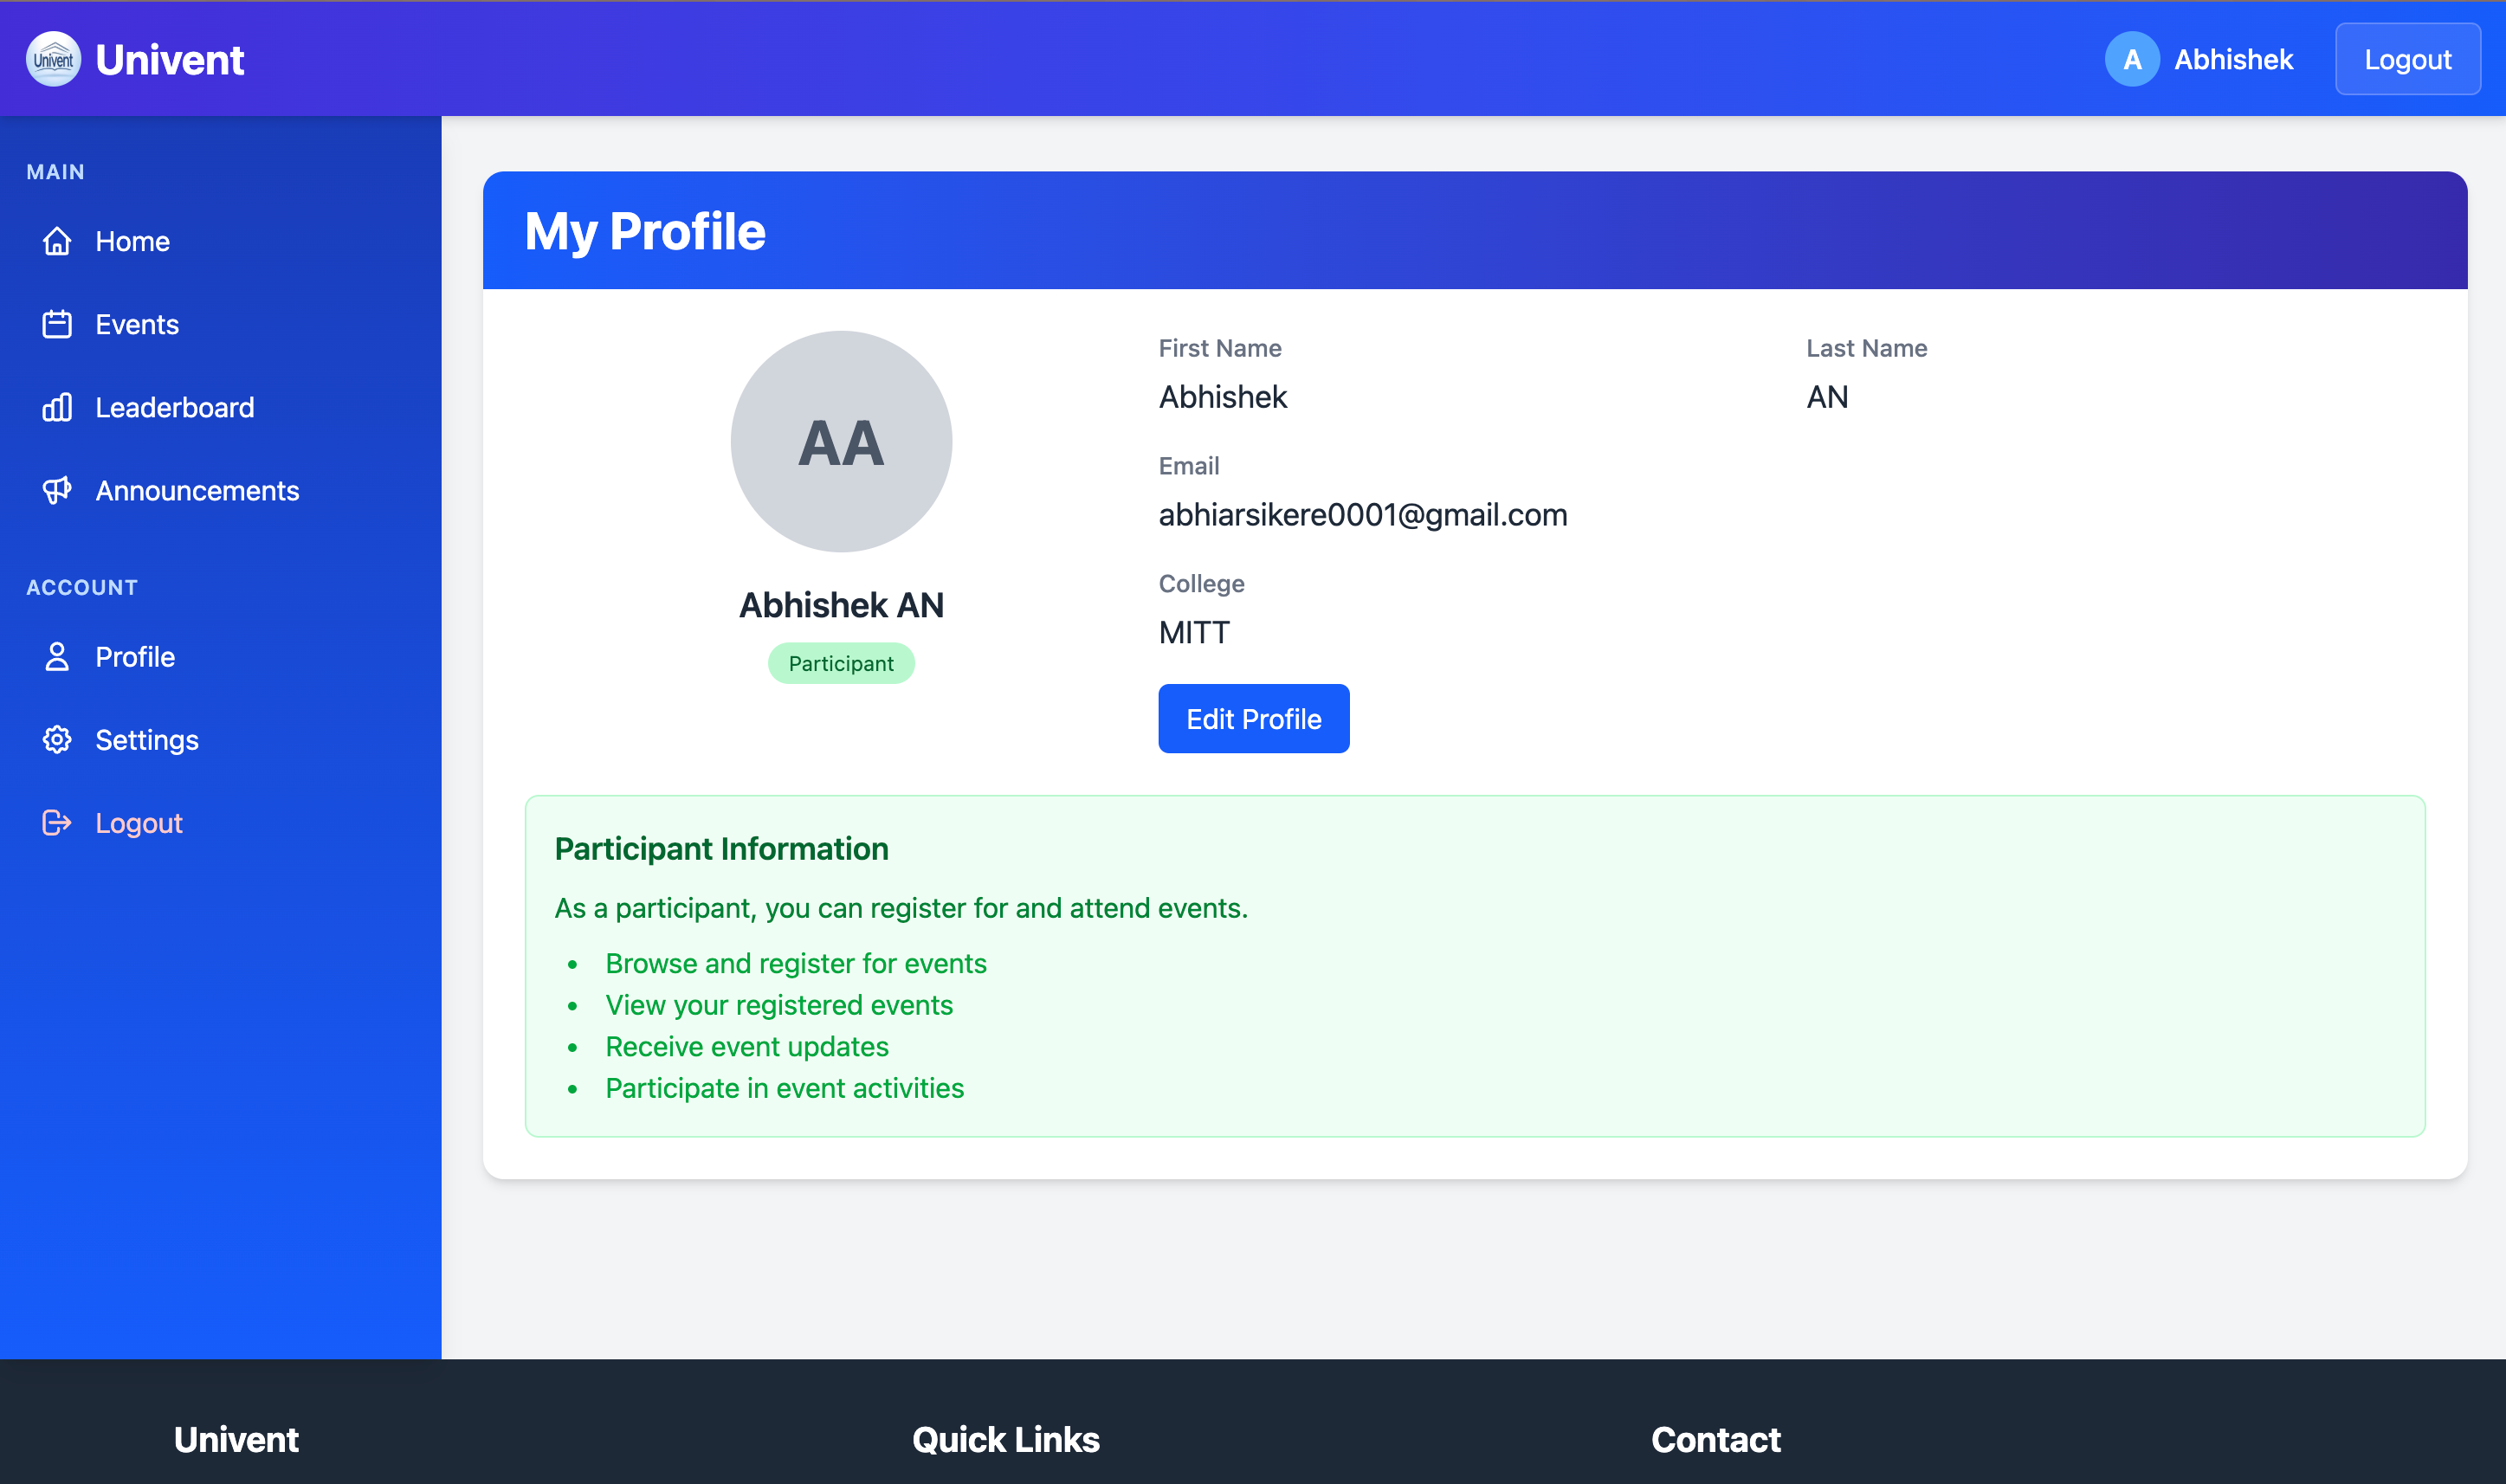 Univent
Univent
A
Abhishek
Logout
MAIN
Home
Events
Leaderboard
Announcements
ACCOUNT
Profile
Settings
Logout
My Profile
AA
Abhishek AN
Participant
First Name
Abhishek
Last Name
AN
Email
abhiarsikere0001@gmail.com
College
MITT
Edit Profile
Participant Information
As a participant, you can register for and attend events.
• Browse and register for events
• View your registered events
• Receive event updates
• Participate in event activities
Univent
Quick Links
Contact